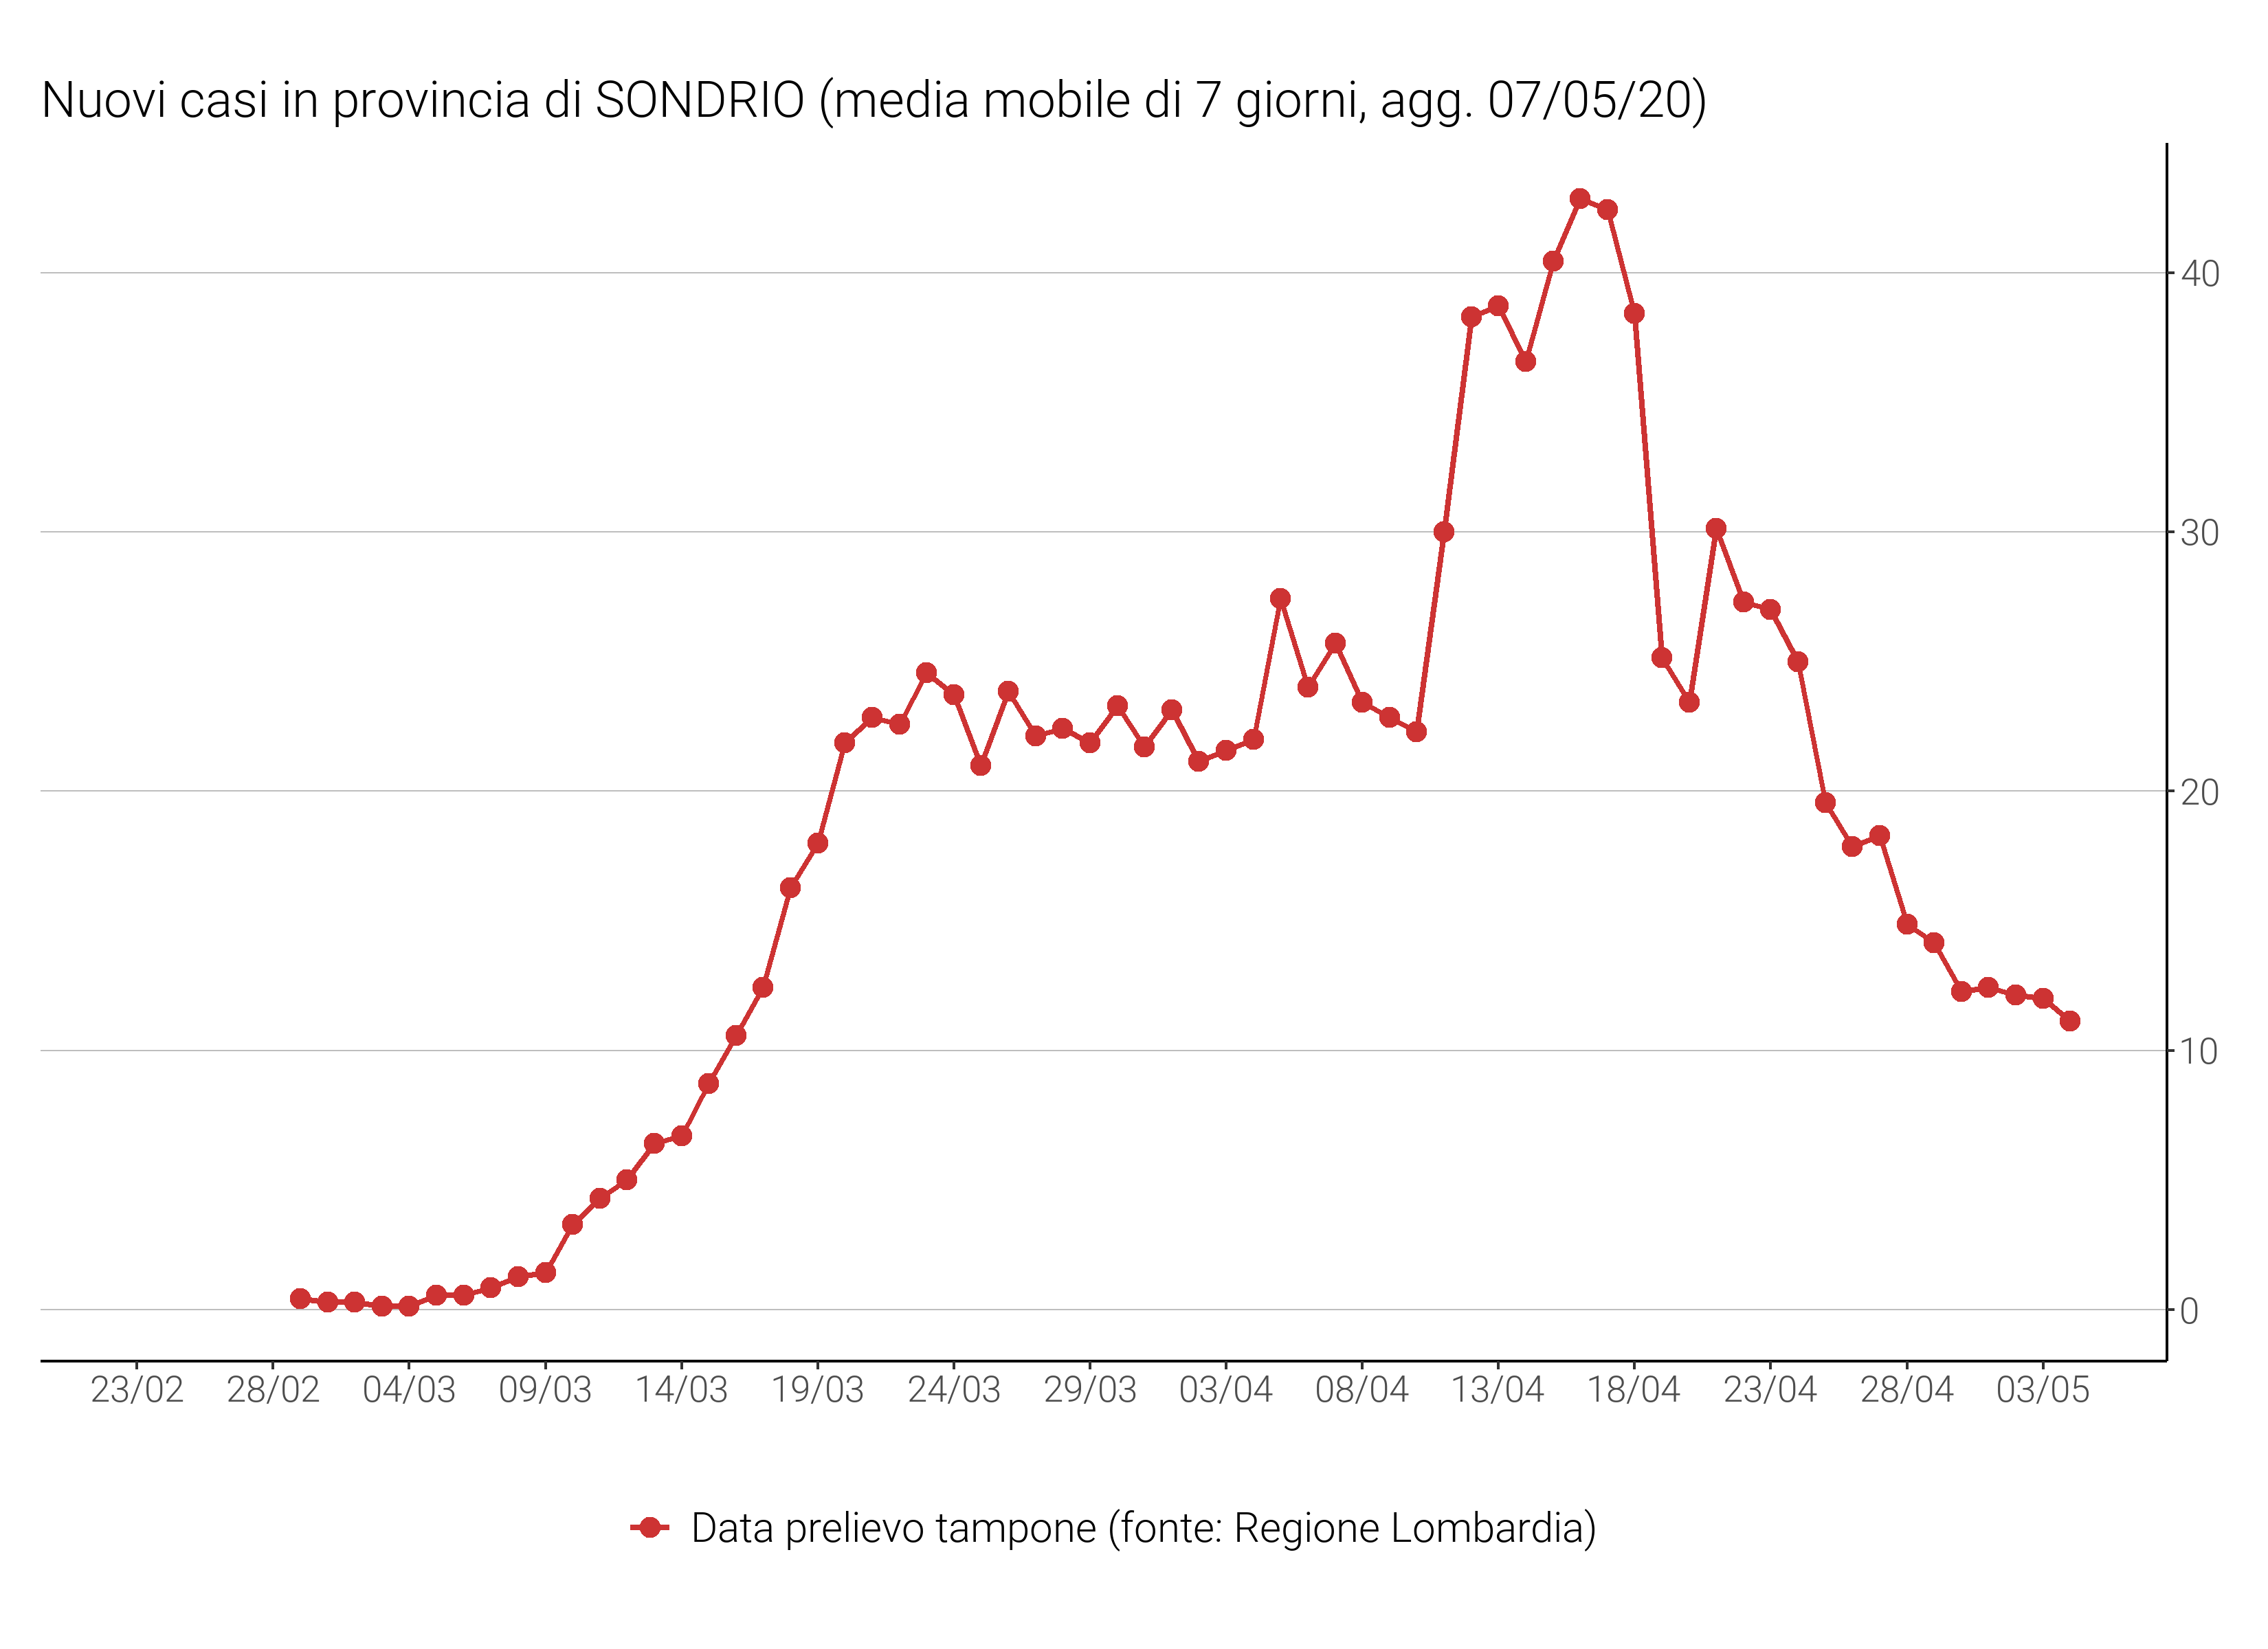 Nuovi casi in provincia di SONDRIO (media mobile di 7 giorni, agg. 07/05/20)
40
30
20
10
0
23/02 28/02 04/03 09/03 14/03 19/03 24/03 29/03 03/04 08/04 13/04 18/04 23/04 28/04 03/05
Data prelievo tampone (fonte: Regione Lombardia)